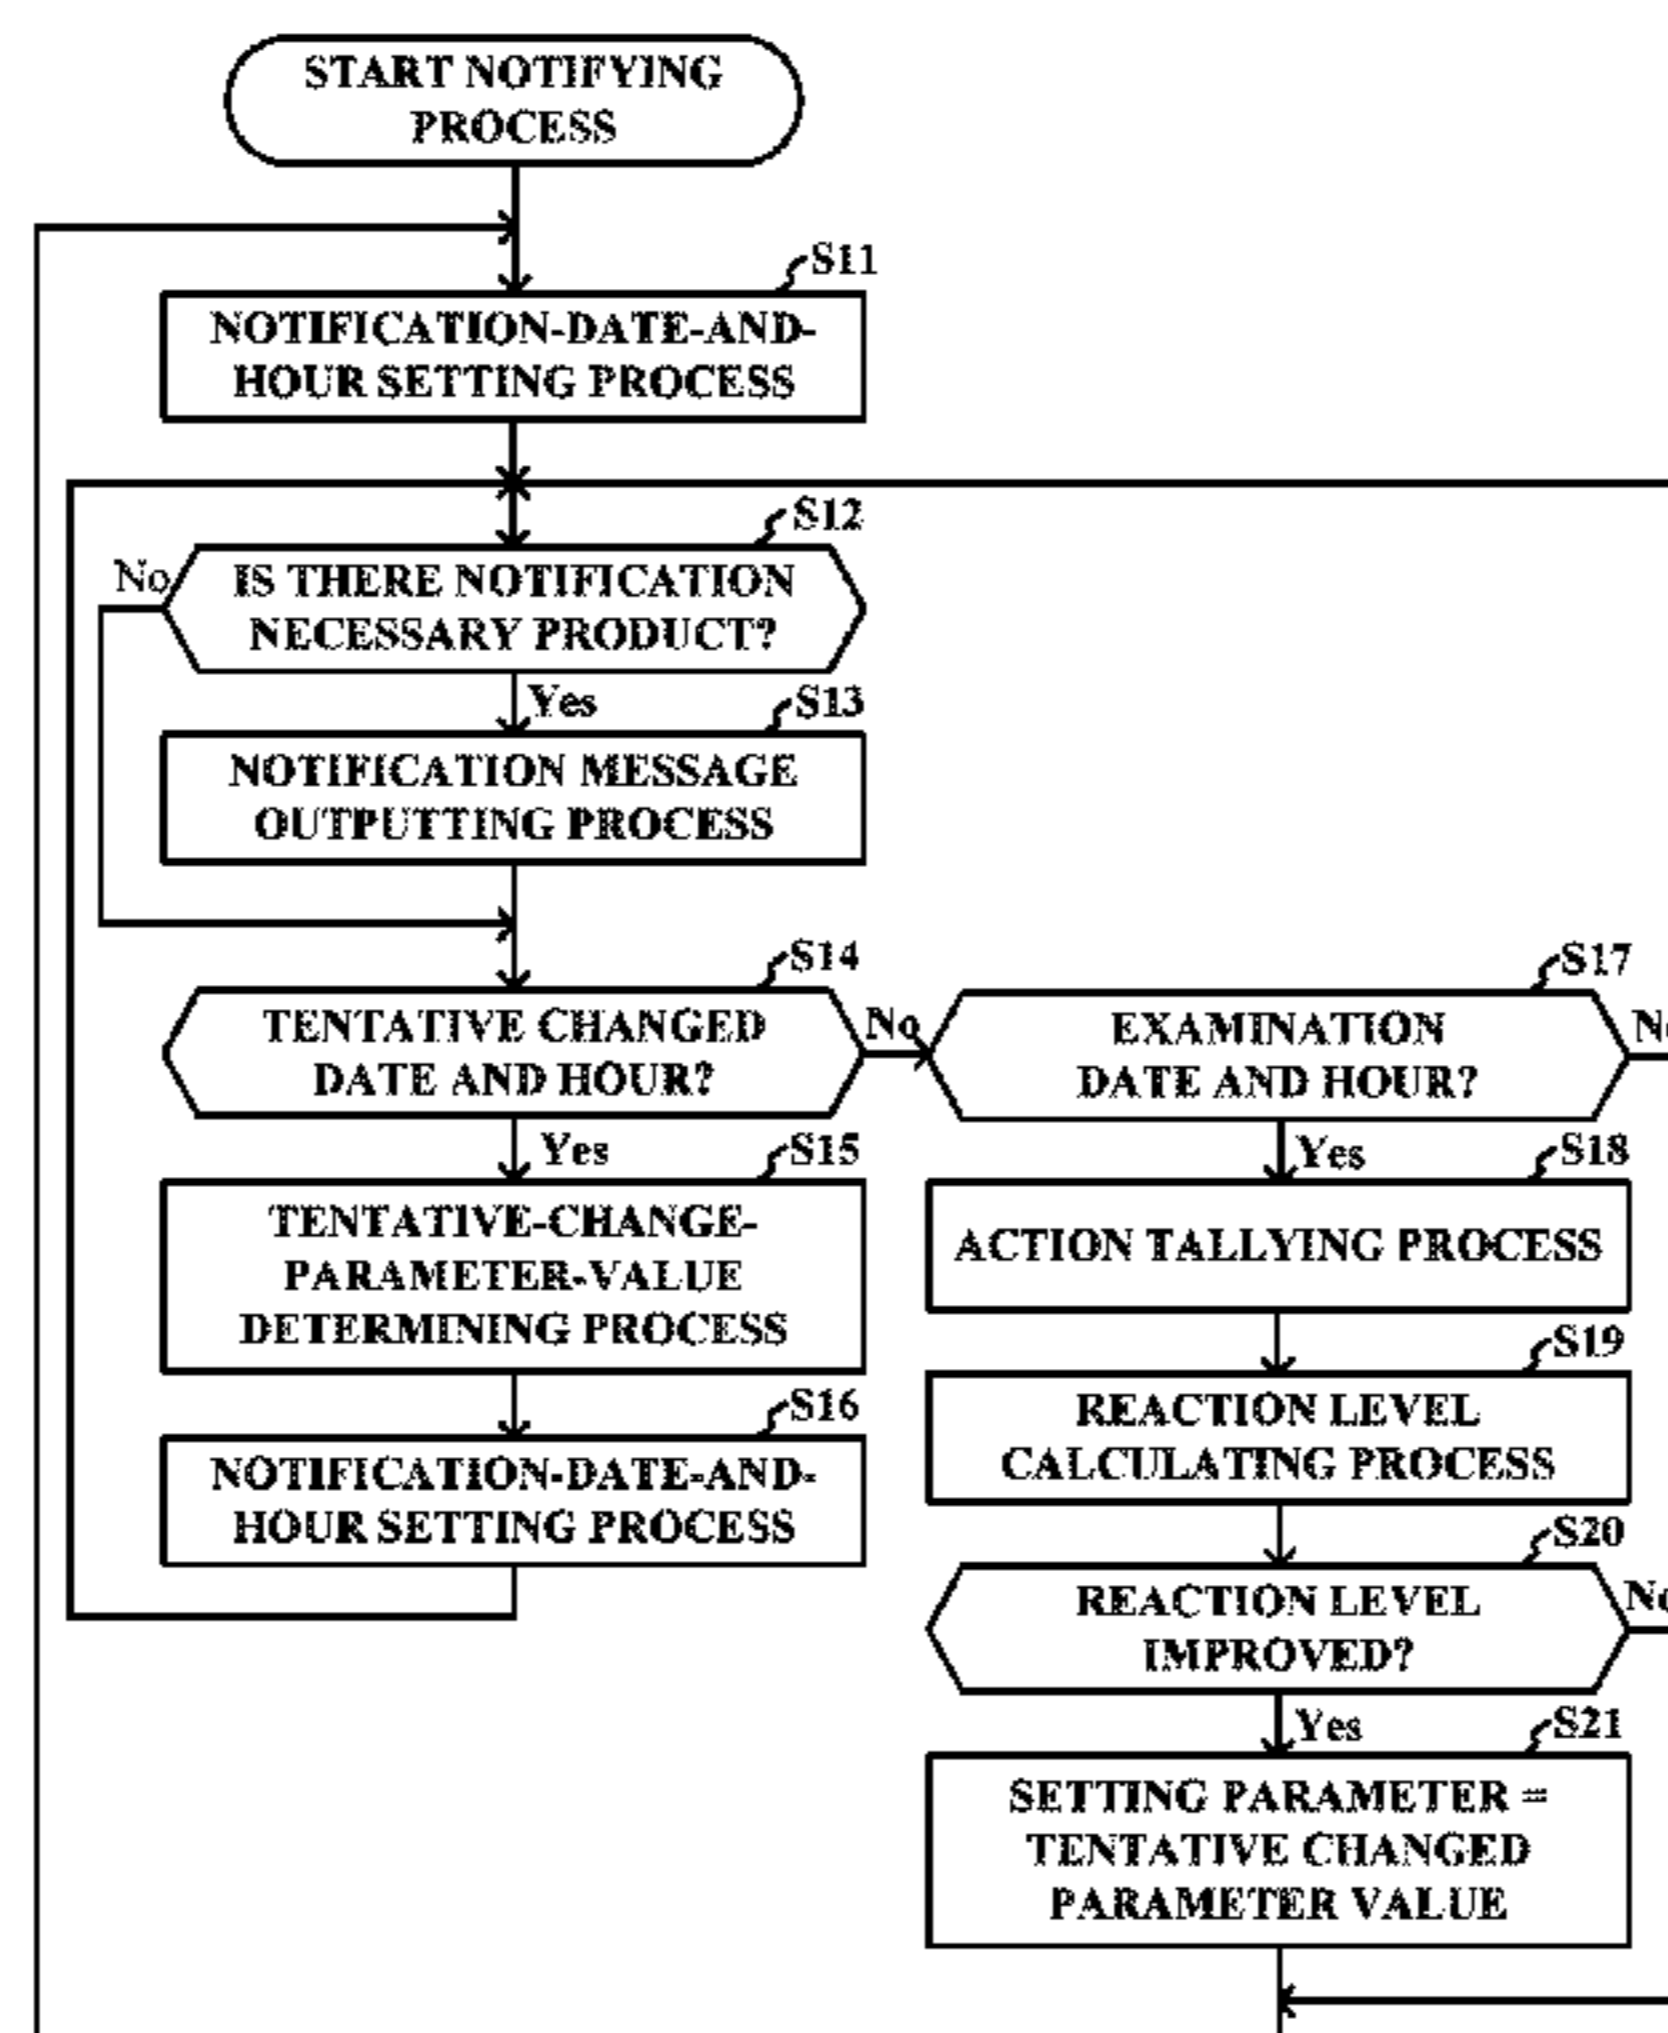 START NOTIFYING
PROCESS
S11
NOTIFICATION-DATE-AND-
HOUR SETTING PROCESS
S12
No
IS THERE NOTIFICATION
NECESSARY PRODUCT?
Yes
S13
NOTIFICATION MESSAGE
OUTPUTTING PROCESS
S14
TENTATIVE CHANGED
DATE AND HOUR?
No
Yes
S15
TENTATIVE-CHANGE-
PARAMETER-VALUE
DETERMINING PROCESS
S16
NOTIFICATION-DATE-AND-
HOUR SETTING PROCESS
S17
EXAMINATION
DATE AND HOUR?
No
Yes
S18
ACTION TALLYING PROCESS
S19
REACTION LEVEL
CALCULATING PROCESS
S20
REACTION LEVEL
IMPROVED?
No
Yes
S21
SETTING PARAMETER =
TENTATIVE CHANGED
PARAMETER VALUE